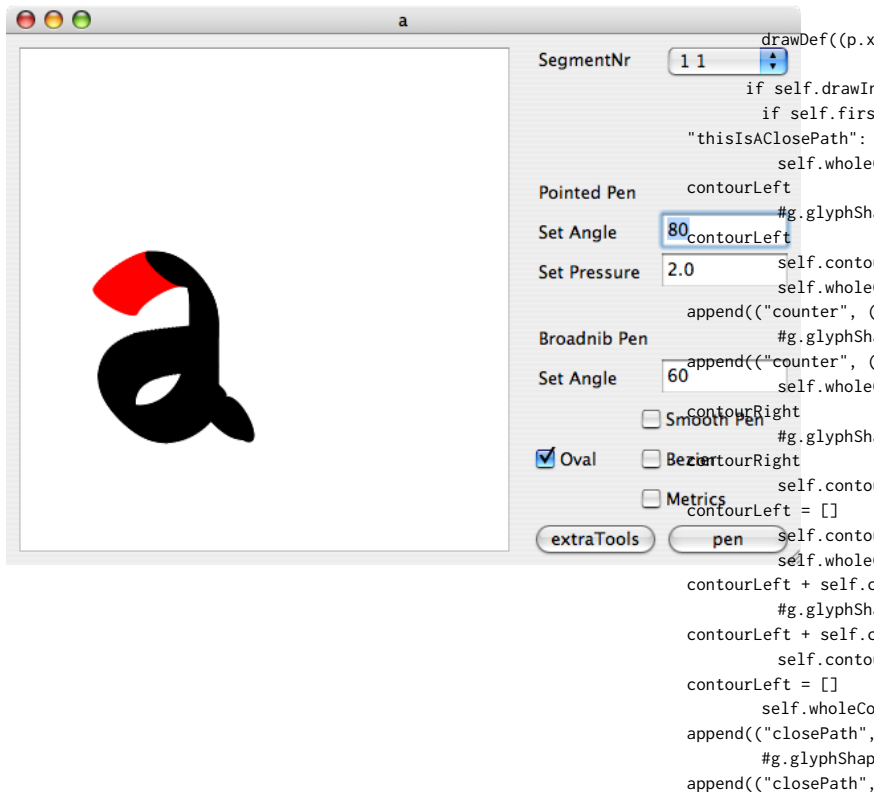 a
SegmentNr
1 1
Pointed Pen
Set Angle
80
Set Pressure
2.0
Broadnib Pen
Set Angle
60
Smooth Pen
Oval
Bezier
Metrics
extraTools
pen
drawDef((p.x
if self.drawIn
if self.firs
"thisIsAClosePath":
self.whole
contourLeft
#g.glyphSha
contourLeft
self.contou
self.whole
append(("counter", (
#g.glyphSha
append(("counter", (
self.whole
contourRight
#g.glyphSha
contourRight
self.contou
contourLeft = []
self.contou
self.whole
contourLeft + self.c
#g.glyphSha
contourLeft + self.c
self.contou
contourLeft = []
self.wholeCo
append(("closePath",
#g.glyphShap
append(("closePath",